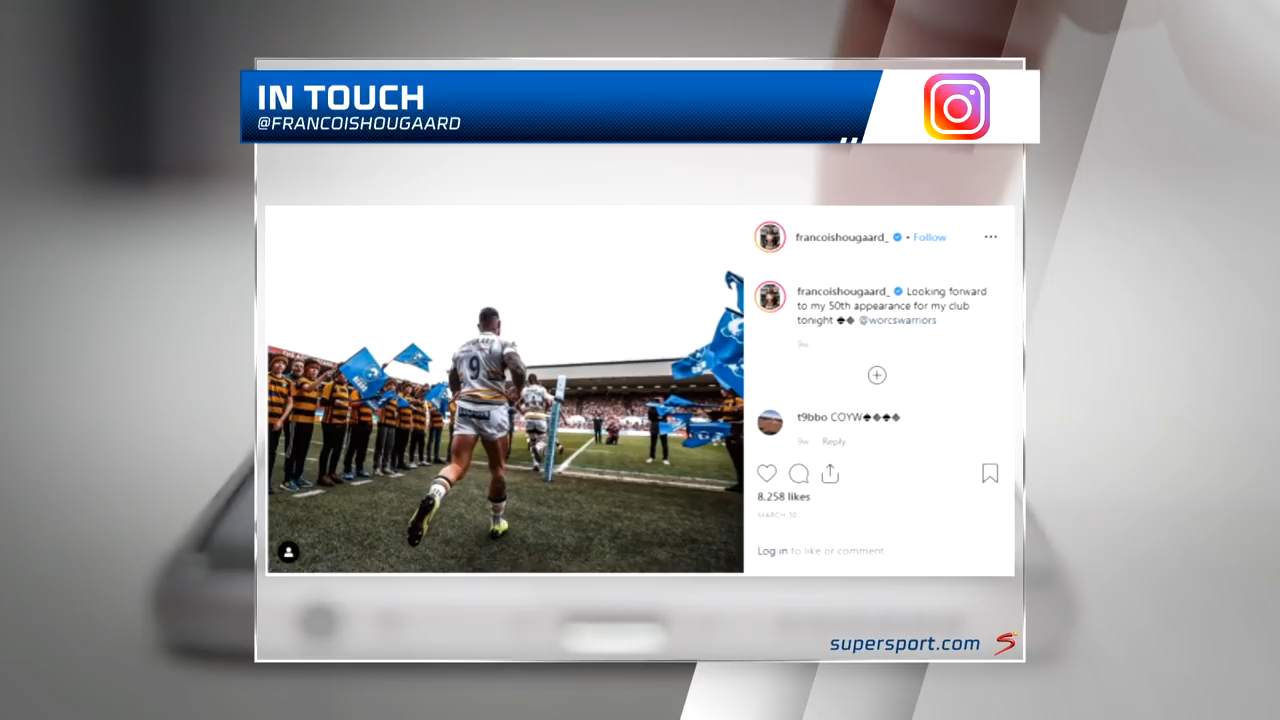 IN TOUCH
@FRANCOISHOUGAARD
francoishougaard_ • Follow
francoishougaard_ Looking forward
to my 50th appearance for my club
tonight @worcswarriors
9w
t9bbo COYW
9w Reply
8.258 likes
MARCH 30
Log in to like or comment
9
supersport.com